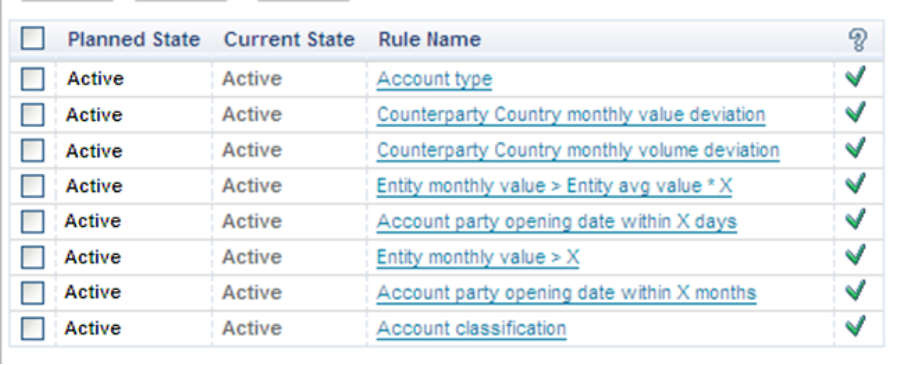 Planned State Current State Rule Name
Active Active Account type
Active Active Counterparty Country monthly value deviation
Active Active Counterparty Country monthly volume deviation
Active Active Entity monthly value > Entity avg value * X
Active Active Account party opening date within X days
Active Active Entity monthly value > X
Active Active Account party opening date within X months
Active Active Account classification